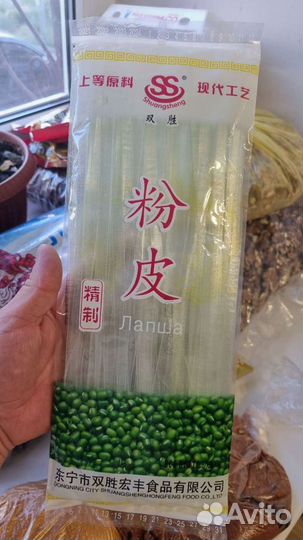 上等原料
SS
Shuangsheng
双胜
现代工艺
粉皮
精制
Лапша
东宁市双胜宏丰食品有限公司
DONGNING CITY SHUANGSHENGHONGFENG FOOD CO.,LTD
Avito